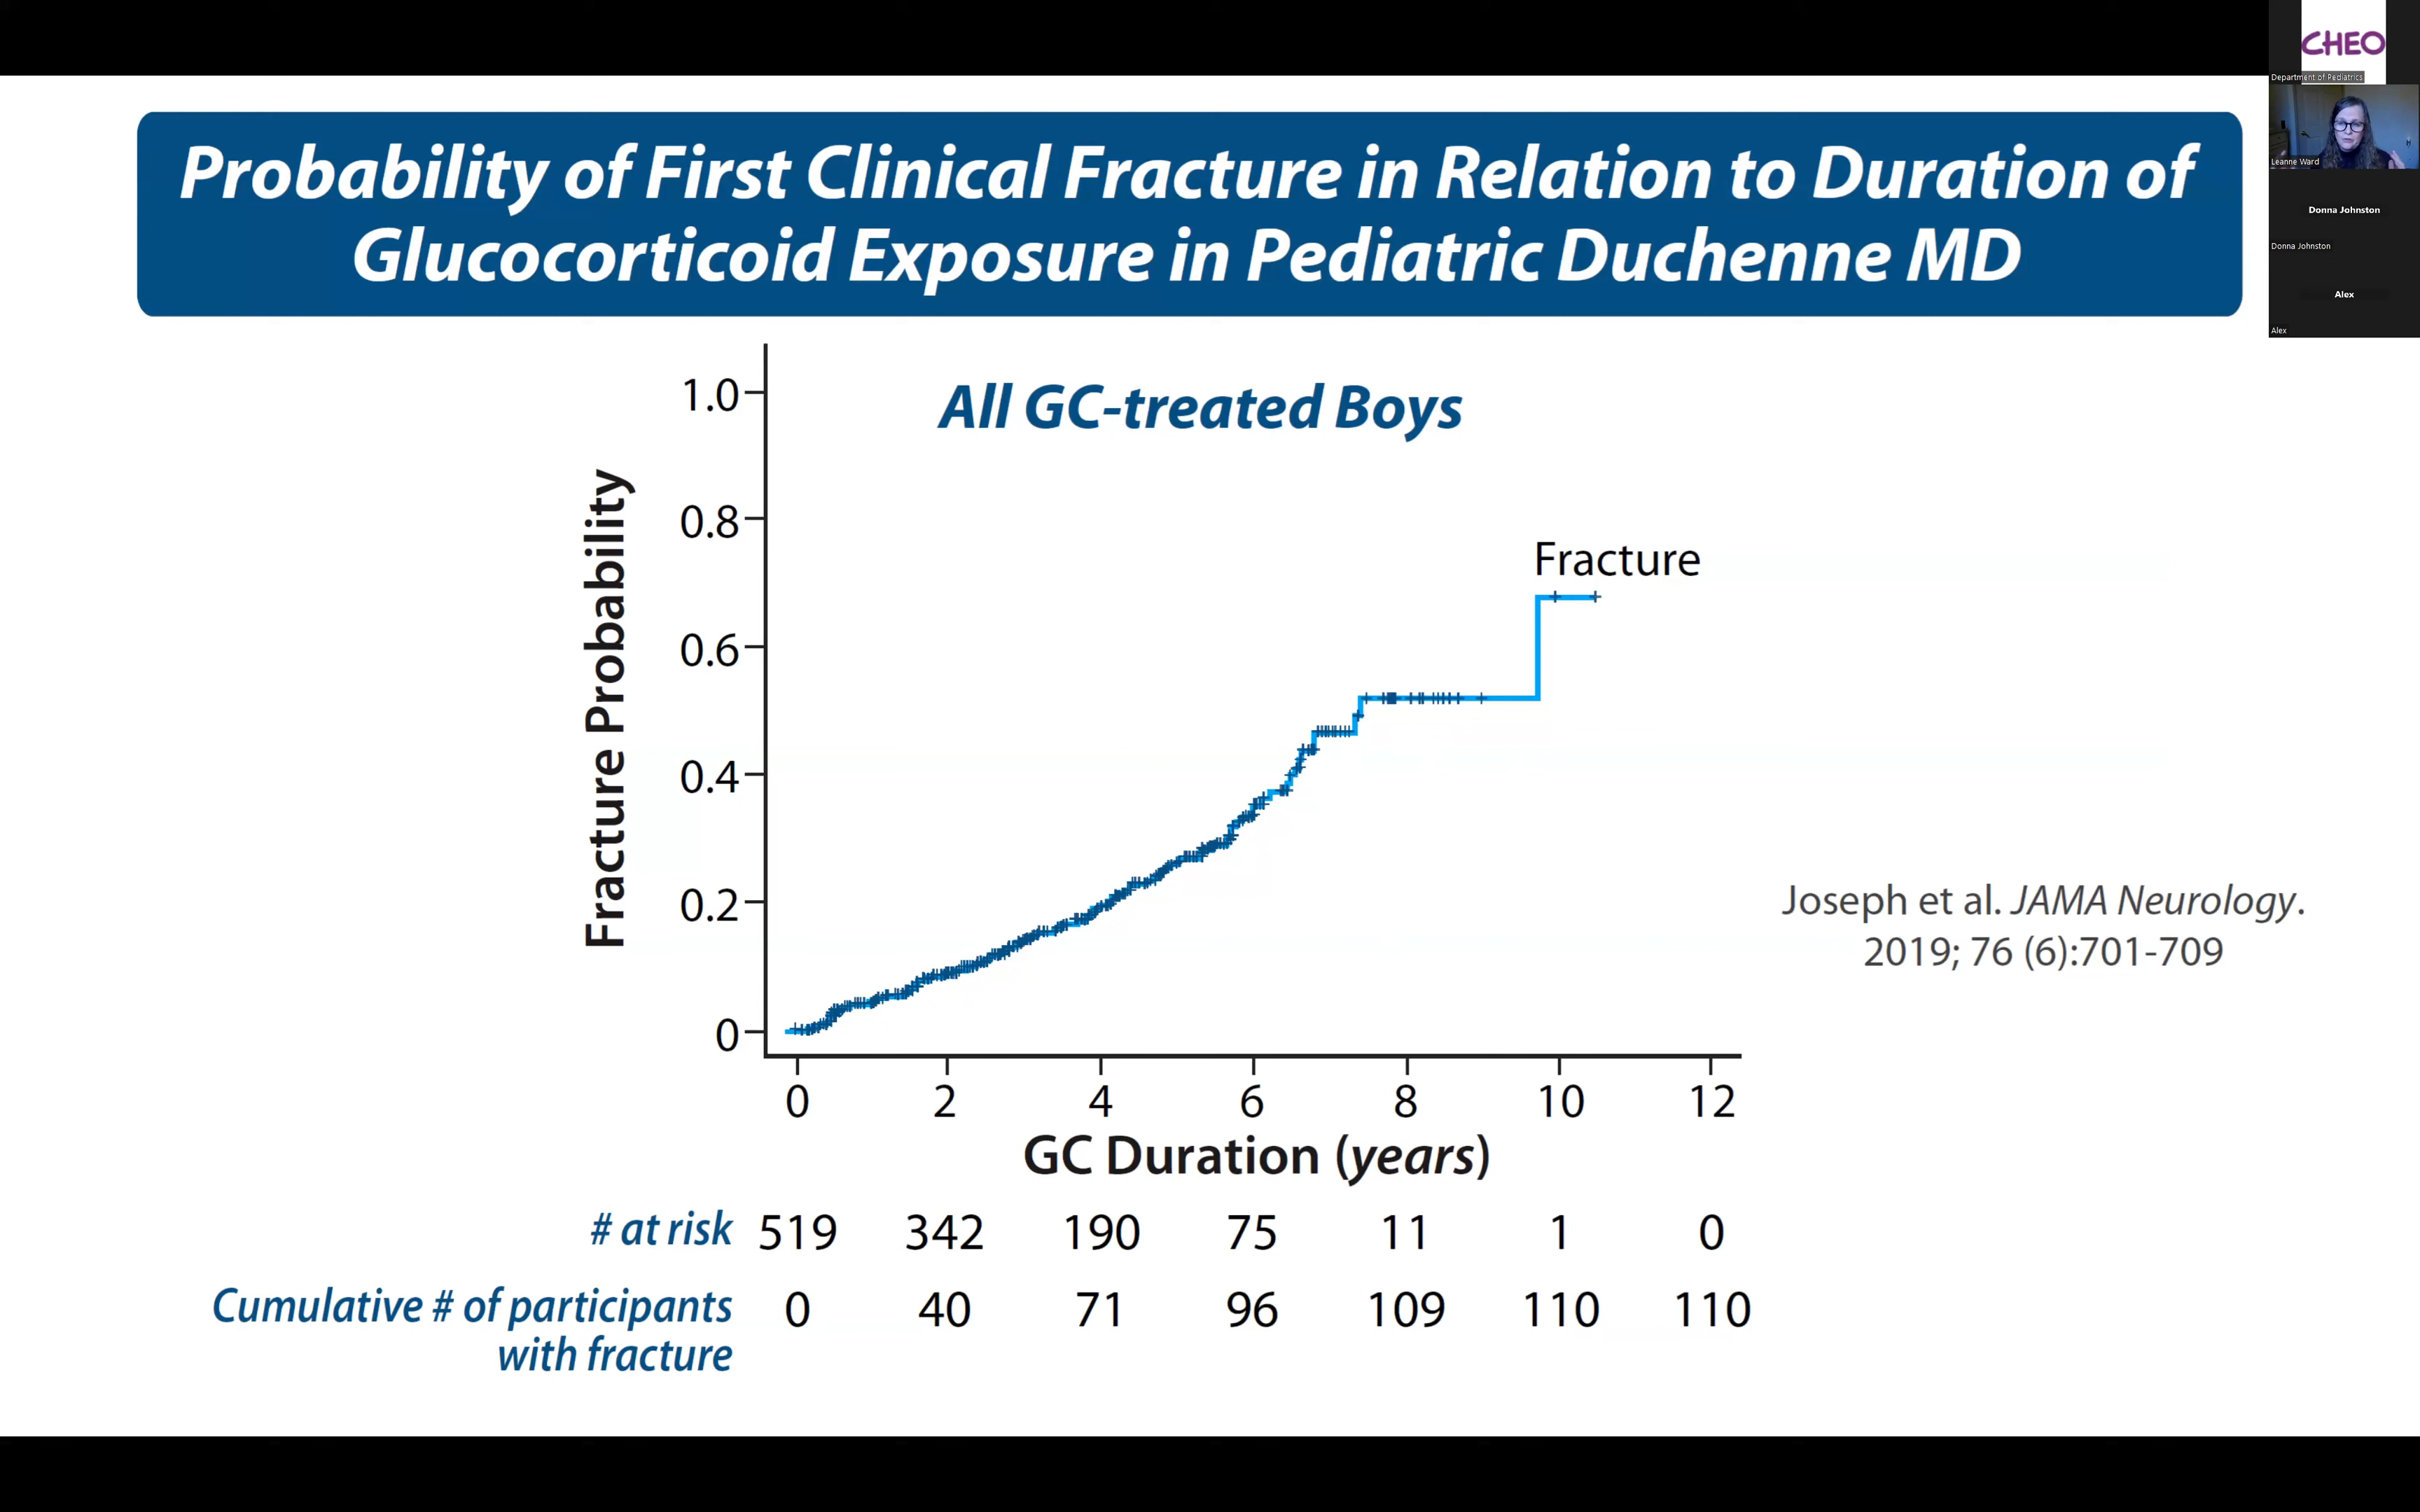 CHEO
Department of Pediatrics
Leanne Ward
Donna Johnston
Donna Johnston
Alex
Alex
Probability of First Clinical Fracture in Relation to Duration of
Glucocorticoid Exposure in Pediatric Duchenne MD
All GC-treated Boys
Fracture Probability
1.0
0.8
0.6
0.4
0.2
0
Fracture
0 2 4 6 8 10 12
GC Duration (years)
Joseph et al. JAMA Neurology.
2019; 76 (6):701-709
# at risk 519 342 190 75 11 1 0
Cumulative # of participants 0 40 71 96 109 110 110
with fracture